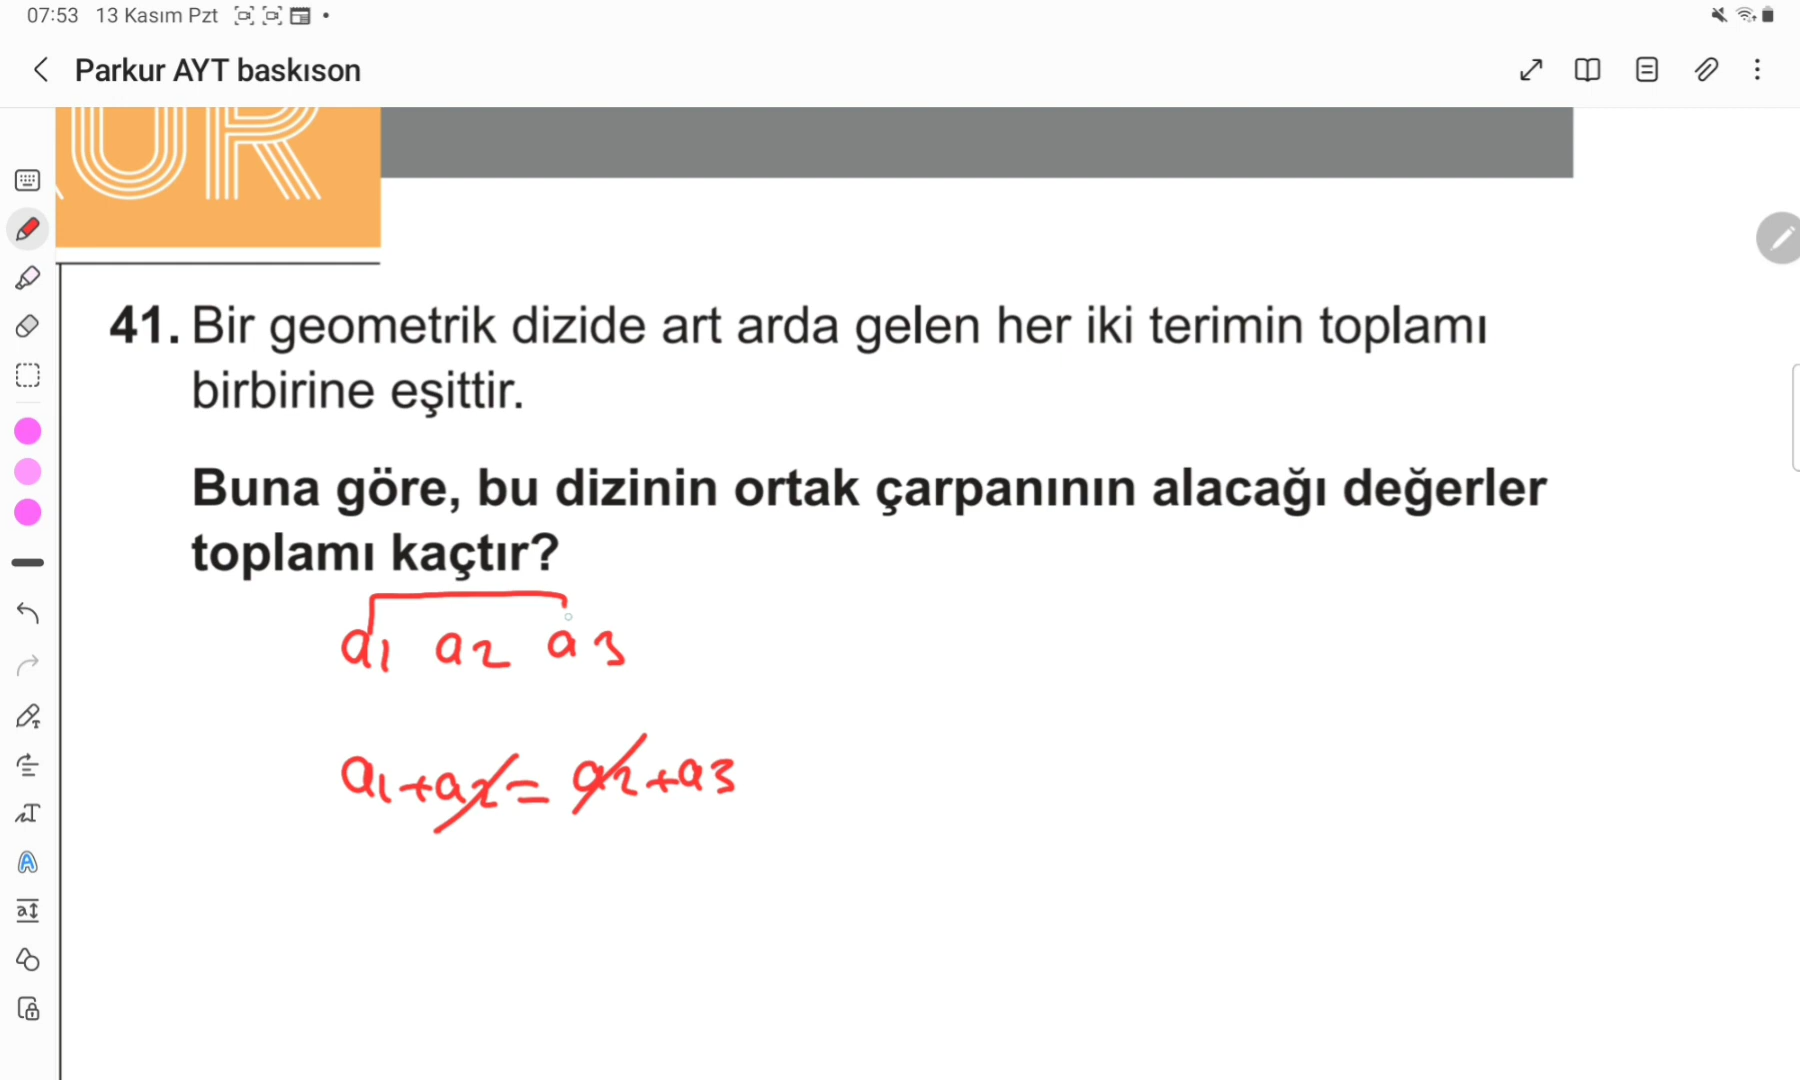 07:53 13 Kasım Pzt
Parkur AYT baskıson
UR
41. Bir geometrik dizide art arda gelen her iki terimin toplamı
birbirine eşittir.
Buna göre, bu dizinin ortak çarpanının alacağı değerler
toplamı kaçtır?
a1 a2 a3
a1+a2=a2+a3